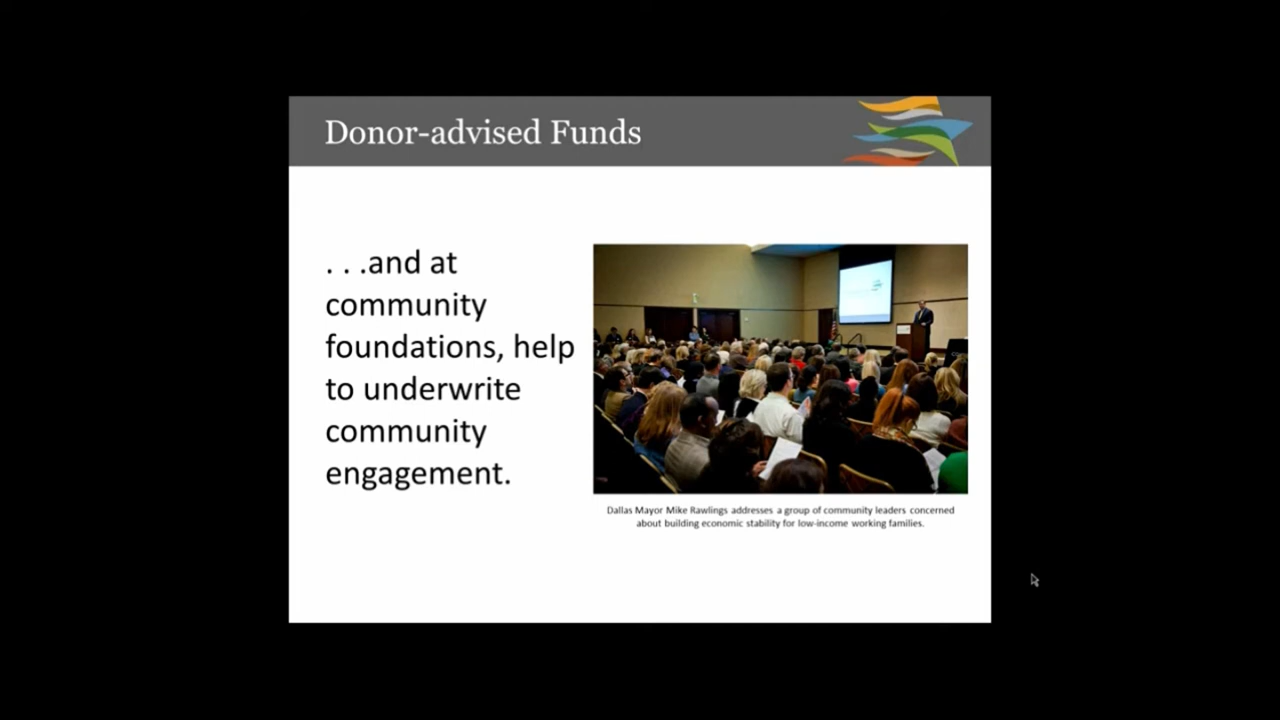 Donor-advised Funds
. . .and at
community
foundations, help
to underwrite
community
engagement.
Dallas Mayor Mike Rawlings addresses a group of community leaders concerned
about building economic stability for low-income working families.